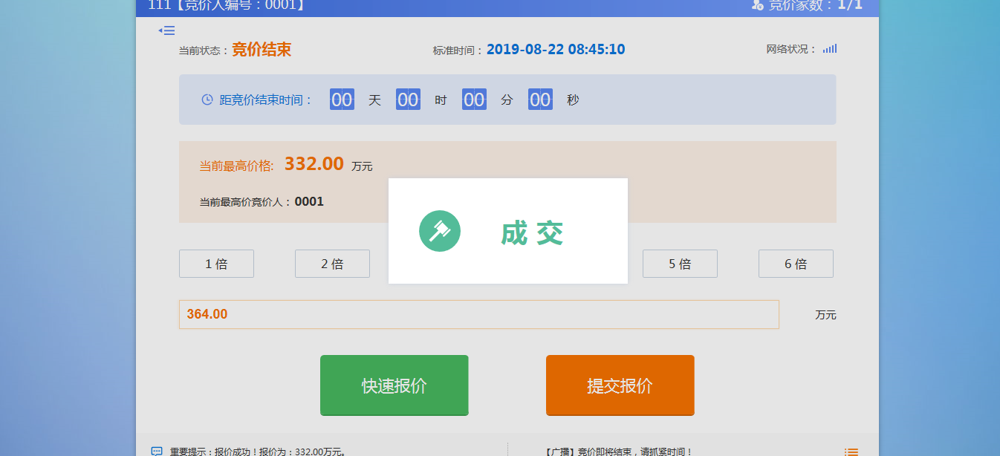 111【竞价人编号：0001】 竞价家数：1/1
当前状态：竞价结束 标准时间：2019-08-22 08:45:10 网络状况：
距竞价结束时间： 00 天 00 时 00 分 00 秒
当前最高价格: 332.00 万元
当前最高价竞价人：0001
成交
1 倍 2 倍 5 倍 6 倍
364.00 万元
快速报价 提交报价
重要提示：报价成功！报价为：332.00万元。 【广播】竞价即将结束，请抓紧时间！